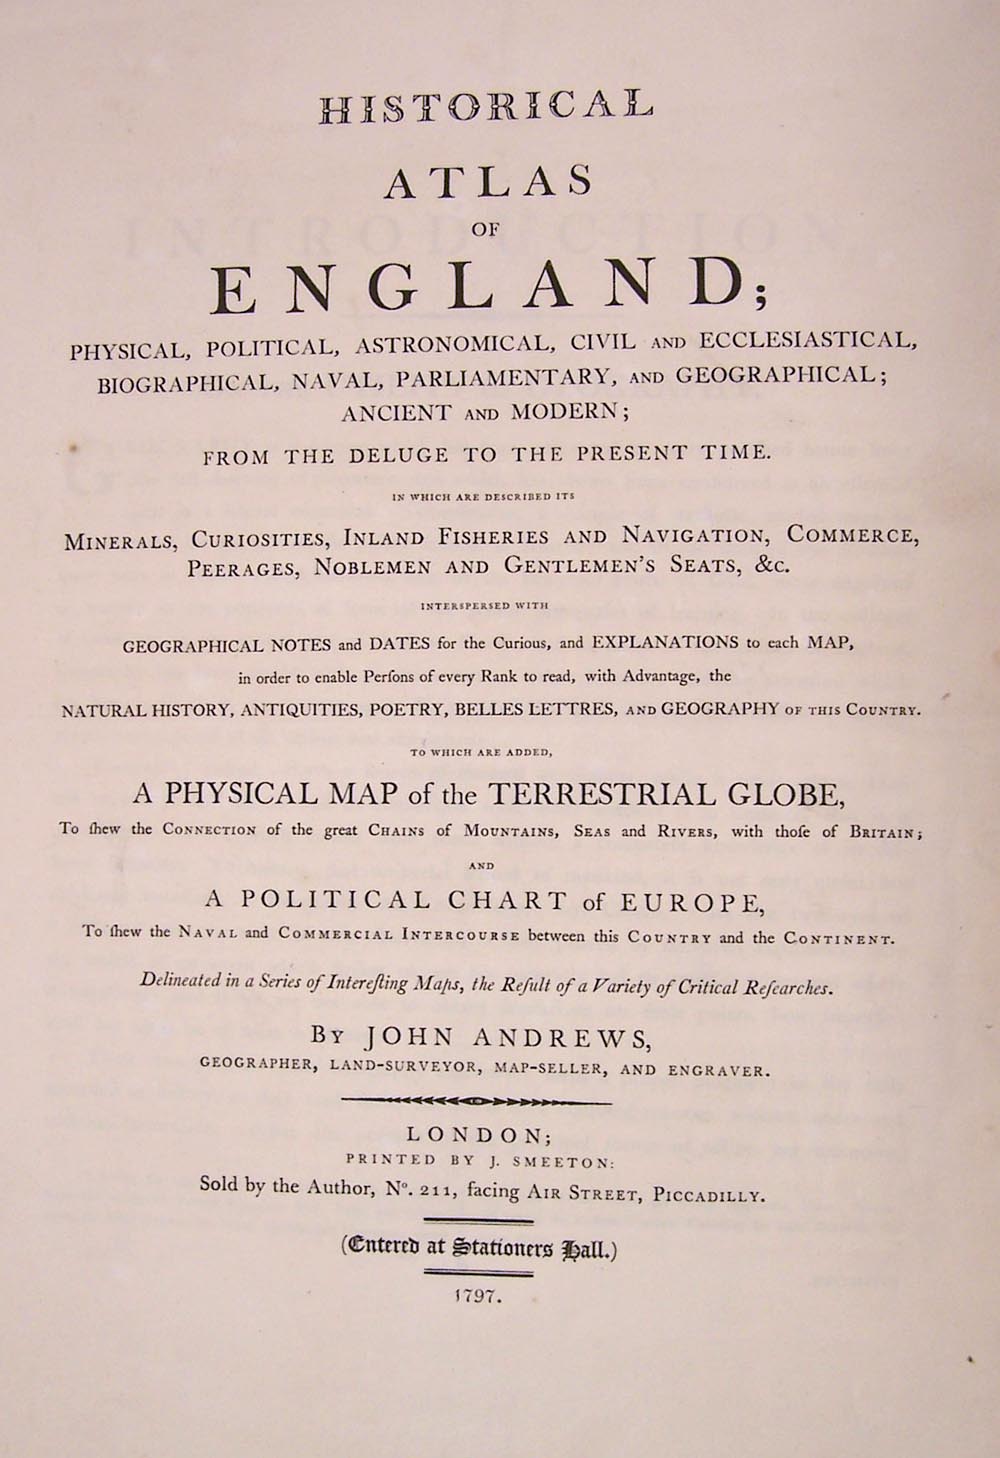 HISTORICAL
ATLAS
OF
ENGLAND;
PHYSICAL, POLITICAL, ASTRONOMICAL, CIVIL AND ECCLESIASTICAL,
BIOGRAPHICAL, NAVAL, PARLIAMENTARY, AND GEOGRAPHICAL;
ANCIENT AND MODERN;
FROM THE DELUGE TO THE PRESENT TIME.
IN WHICH ARE DESCRIBED ITS
MINERALS, CURIOSITIES, INLAND FISHERIES AND NAVIGATION, COMMERCE,
PEERAGES, NOBLEMEN AND GENTLEMEN'S SEATS, &c.
INTERSPERSED WITH
GEOGRAPHICAL NOTES and DATES for the Curious, and EXPLANATIONS to each MAP,
in order to enable Perſons of every Rank to read, with Advantage, the
NATURAL HISTORY, ANTIQUITIES, POETRY, BELLES LETTRES, AND GEOGRAPHY OF THIS COUNTRY.
TO WHICH ARE ADDED,
A PHYSICAL MAP of the TERRESTRIAL GLOBE,
To ſhew the CONNECTION of the great CHAINS of MOUNTAINS, SEAS and RIVERS, with thoſe of BRITAIN;
AND
A POLITICAL CHART of EUROPE,
To ſhew the NAVAL and COMMERCIAL INTERCOURSE between this COUNTRY and the CONTINENT.
Delineated in a Series of Intereſting Maps, the Reſult of a Variety of Critical Reſearches.
BY JOHN ANDREWS,
GEOGRAPHER, LAND-SURVEYOR, MAP-SELLER, AND ENGRAVER.
LONDON;
PRINTED BY J. SMEETON:
Sold by the Author, Nº. 211, facing AIR STREET, PICCADILLY.
(Entered at Stationers Hall.)
1797.